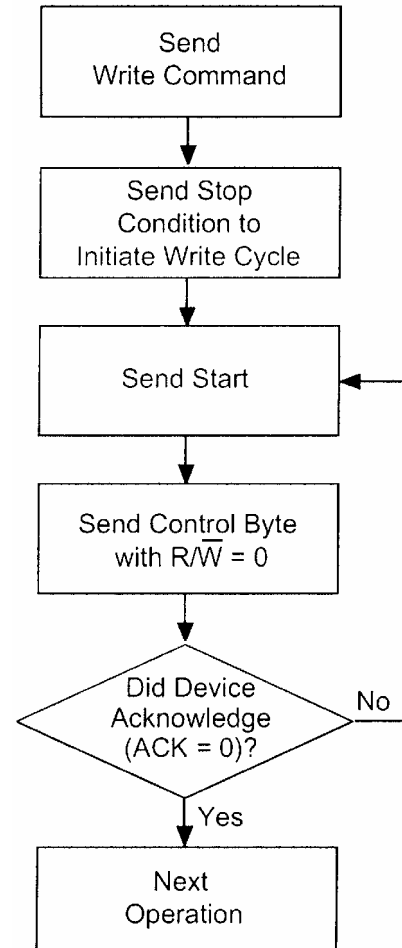 Send
Write Command
Send Stop
Condition to
Initiate Write Cycle
Send Start
Send Control Byte
with R/W̅ = 0
Did Device
Acknowledge
(ACK = 0)?
No
Yes
Next
Operation